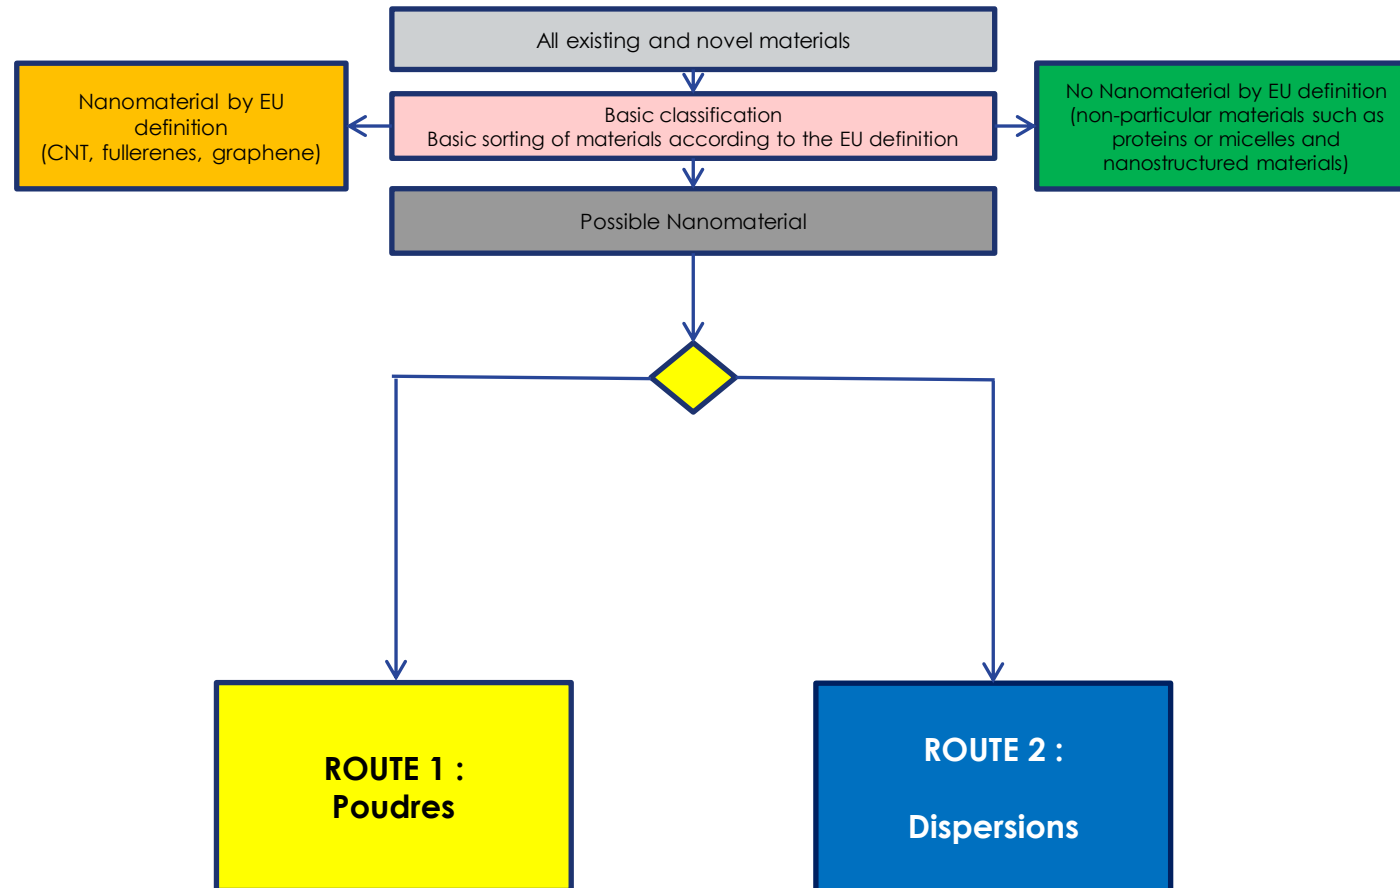 All existing and novel materials
Nanomaterial by EU
definition
(CNT, fullerenes, graphene)
Basic classification
Basic sorting of materials according to the EU definition
No Nanomaterial by EU definition
(non-particular materials such as
proteins or micelles and
nanostructured materials)
Possible Nanomaterial
ROUTE 1 :
Poudres
ROUTE 2 :
Dispersions